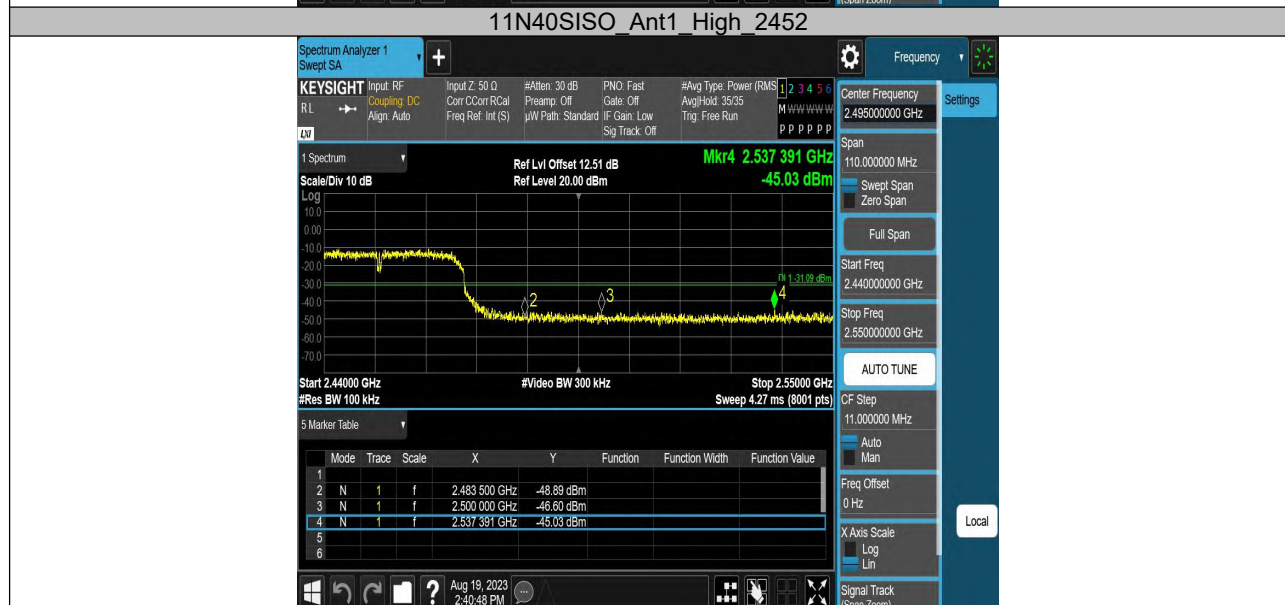 (Span Zoom)
11N40SISO_Ant1_High_2452
Spectrum Analyzer 1
Swept SA
+
Frequency
KEYSIGHT
Input: RF
Input Z: 50 Ω
#Atten: 30 dB
PNO: Fast
#Avg Type: Power (RMS
1 2 3 4 5 6
RL
Coupling: DC
Corr CCorr RCal
Preamp: Off
Gate: Off
Avg|Hold: 35/35
M W W W W W
Align: Auto
Freq Ref: Int (S)
µW Path: Standard
IF Gain: Low
Trig: Free Run
P P P P P P
LXI
Sig Track: Off
Center Frequency
2.495000000 GHz
Settings
1 Spectrum
Ref Lvl Offset 12.51 dB
Mkr4 2.537 391 GHz
Scale/Div 10 dB
Ref Level 20.00 dBm
-45.03 dBm
Span
110.000000 MHz
Swept Span
Zero Span
Full Span
Log
10.0
0.00
-10.0
-20.0
-30.0
-40.0
-50.0
-60.0
-70.0
DL1 -31.09 dBm
2
3
4
Start Freq
2.440000000 GHz
Stop Freq
2.550000000 GHz
AUTO TUNE
Start 2.44000 GHz
#Video BW 300 kHz
Stop 2.55000 GHz
#Res BW 100 kHz
Sweep 4.27 ms (8001 pts)
CF Step
11.000000 MHz
Auto
Man
5 Marker Table
Mode Trace Scale X Y Function Function Width Function Value
1
2 N 1 f 2.483 500 GHz -48.89 dBm
3 N 1 f 2.500 000 GHz -46.60 dBm
4 N 1 f 2.537 391 GHz -45.03 dBm
5
6
Freq Offset
0 Hz
Local
X Axis Scale
Log
Lin
Signal Track
(Span Zoom)
?
Aug 19, 2023
2:40:48 PM